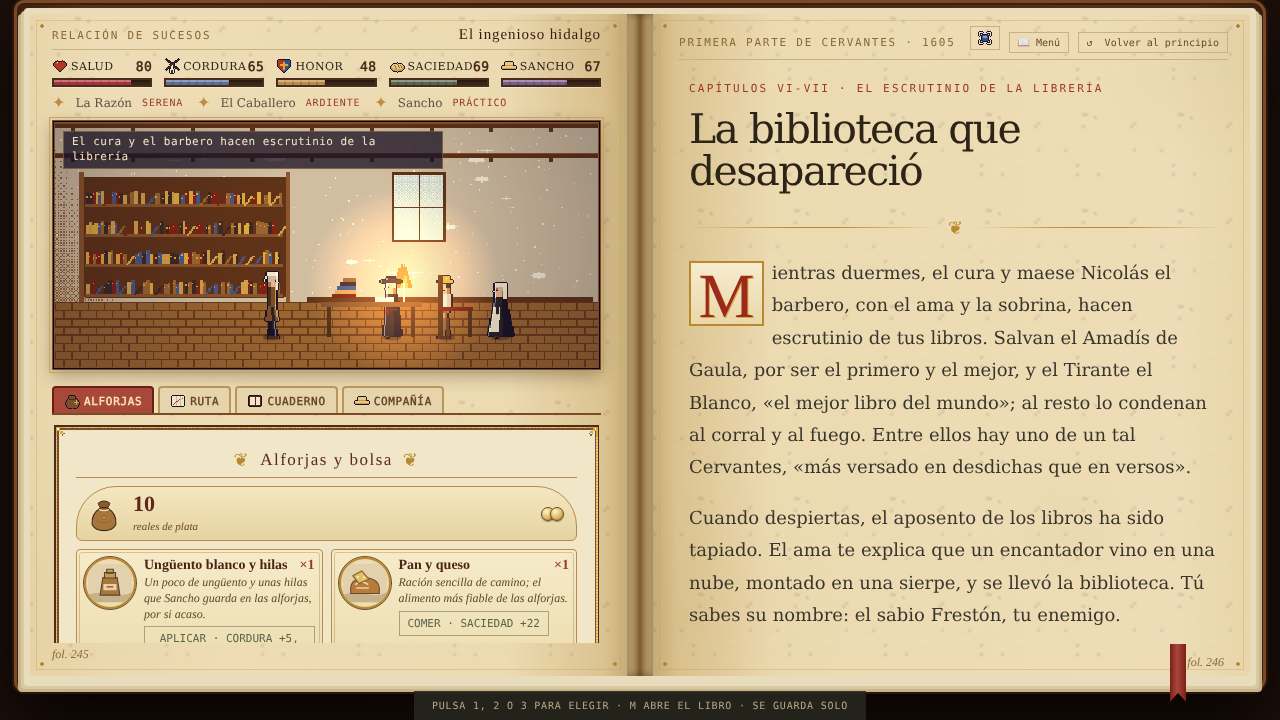 RELACIÓN DE SUCESOS
El ingenioso hidalgo
SALUD 80
CORDURA 65
HONOR 48
SACIEDAD 69
SANCHO 67
La Razón SERENA
El Caballero ARDIENTE
Sancho PRÁCTICO
El cura y el barbero hacen escrutinio de la
librería
ALFORJAS
RUTA
CUADERNO
COMPAÑÍA
Alforjas y bolsa
10
reales de plata
Ungüento blanco y hilas ×1
Un poco de ungüento y unas hilas
que Sancho guarda en las alforjas,
por si acaso.
APLICAR · CORDURA +5,
Pan y queso ×1
Ración sencilla de camino; el
alimento más fiable de las alforjas.
COMER · SACIEDAD +22
fol. 245
PRIMERA PARTE DE CERVANTES · 1605
Menú
↺ Volver al principio
CAPÍTULOS VI-VII · EL ESCRUTINIO DE LA LIBRERÍA
La biblioteca que
desapareció
Mientras duermes, el cura y maese Nicolás el
barbero, con el ama y la sobrina, hacen
escrutinio de tus libros. Salvan el Amadís de
Gaula, por ser el primero y el mejor, y el Tirante el
Blanco, «el mejor libro del mundo»; al resto lo condenan
al corral y al fuego. Entre ellos hay uno de un tal
Cervantes, «más versado en desdichas que en versos».
Cuando despiertas, el aposento de los libros ha sido
tapiado. El ama te explica que un encantador vino en una
nube, montado en una sierpe, y se llevó la biblioteca. Tú
sabes su nombre: el sabio Frestón, tu enemigo.
fol. 246
PULSA 1, 2 O 3 PARA ELEGIR · M ABRE EL LIBRO · SE GUARDA SOLO